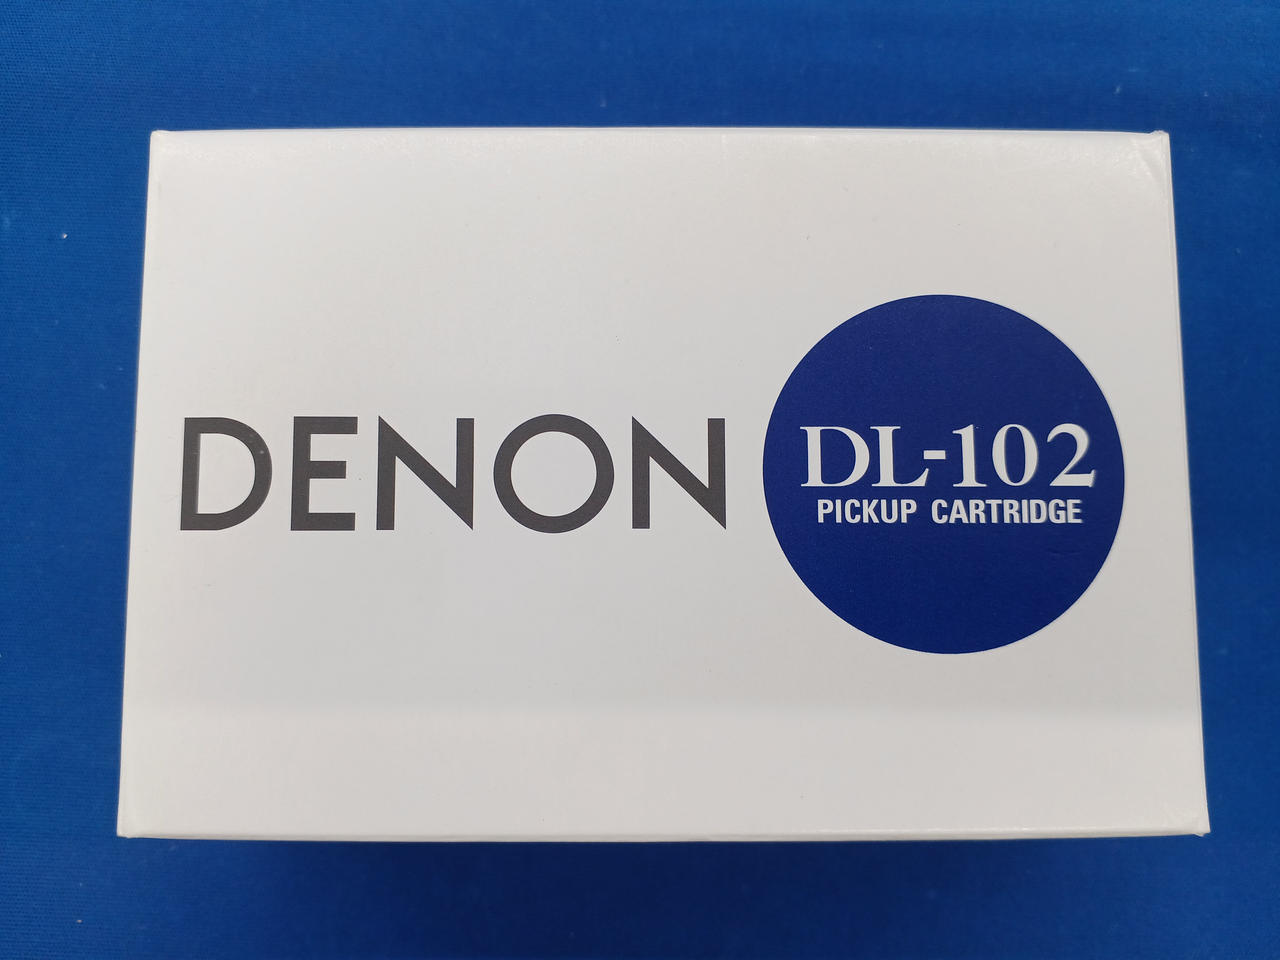 DENON
DL-102
PICKUP CARTRIDGE